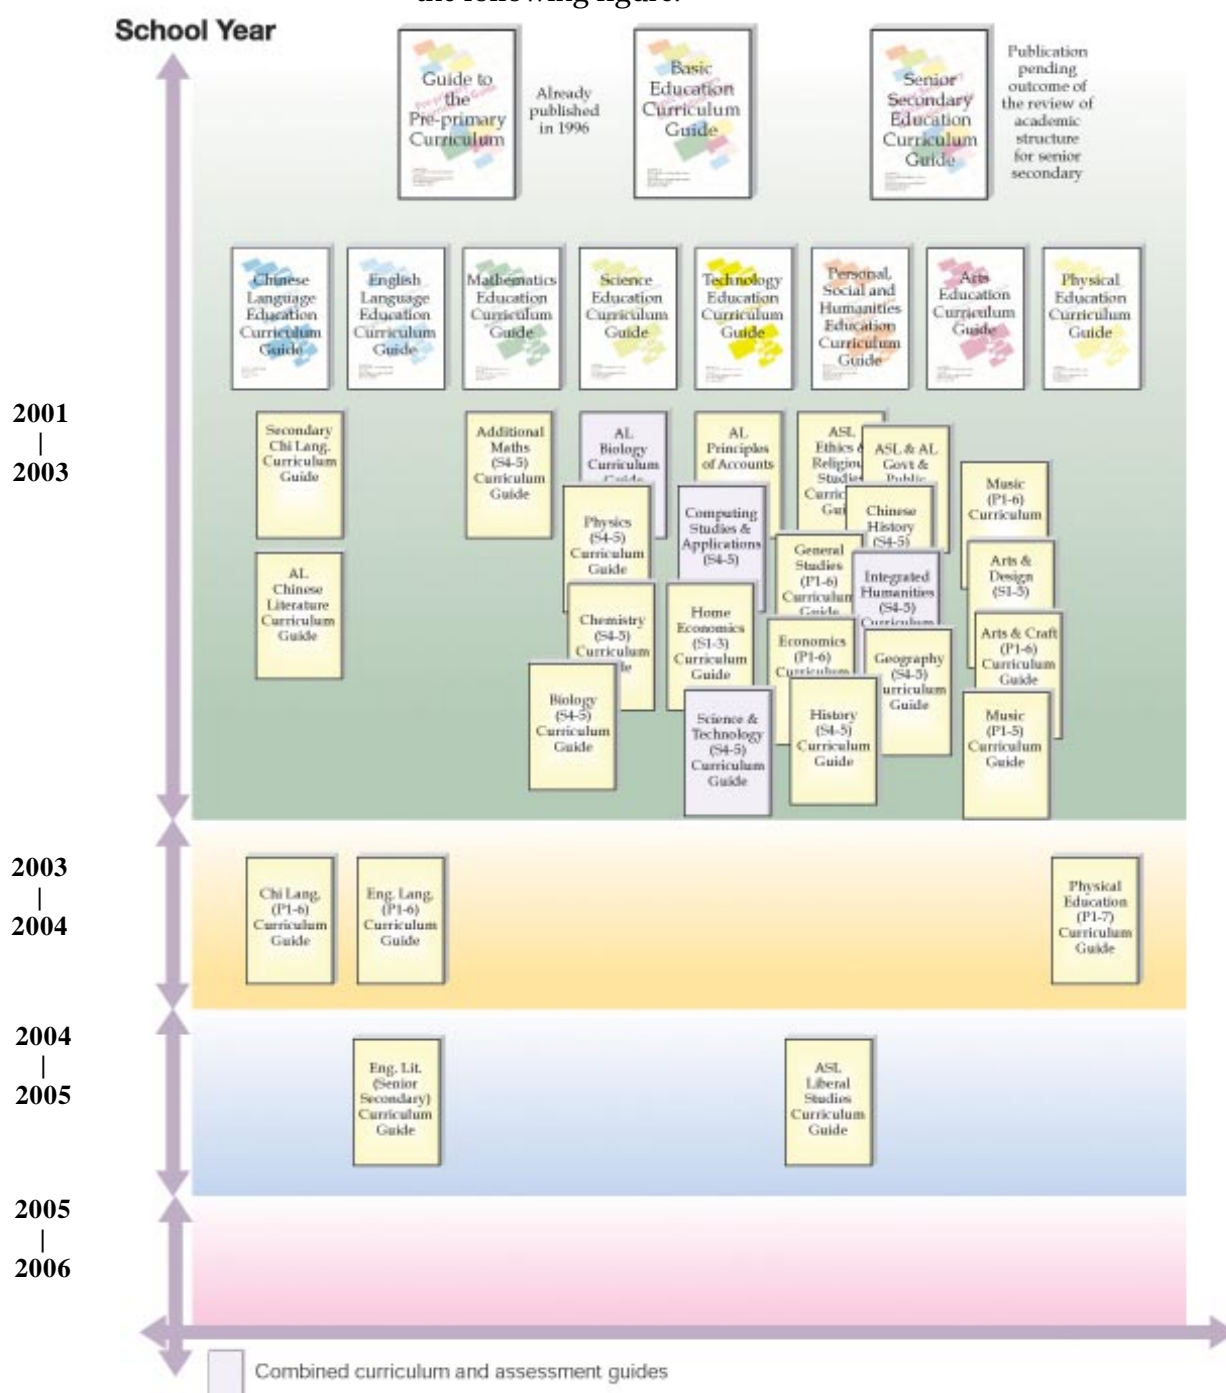 the following figure.
School Year
Guide to
the
Pre-primary
Curriculum
Already
published
in 1996
Basic
Education
Curriculum
Guide
Senior
Secondary
Education
Curriculum
Guide
Publication
pending
outcome of
the review of
academic
structure
for senior
secondary
Chinese
Language
Education
Curriculum
Guide
English
Language
Education
Curriculum
Guide
Mathematics
Education
Curriculum
Guide
Science
Education
Curriculum
Guide
Technology
Education
Curriculum
Guide
Personal,
Social and
Humanities
Education
Curriculum
Guide
Arts
Education
Curriculum
Guide
Physical
Education
Curriculum
Guide
2001
|
2003
Secondary
Chi Lang.
Curriculum
Guide
AL
Chinese
Literature
Curriculum
Guide
Additional
Maths
(S4-5)
Curriculum
Guide
AL
Biology
Curriculum
Guide
Physics
(S4-5)
Curriculum
Guide
Chemistry
(S4-5)
Curriculum
Biology
(S4-5)
Curriculum
Guide
AL
Principles
of Accounts
Computing
Studies &
Applications
(S4-5)
Home
Economics
(S1-3)
Curriculum
Guide
Science &
Technology
(S4-5)
Curriculum
Guide
ASL
Ethics &
Religiou
Studies
Curric
Gui
ASL & AL
Govt &
Public
Chinese
History
(S4-5)
General
Studies
(P1-6)
Curriculum
Guide
Integrated
Humanities
(S4-5)
Curriculum
Economics
(P1-6)
Curriculum
Geography
(S4-5)
urriculum
Guide
History
(S4-5)
Curriculum
Guide
Music
(P1-6)
Curriculum
Arts &
Design
(S1-3)
Arts & Craft
(P1-6)
Curriculum
Guide
Music
(P1-5)
Curriculum
Guide
2003
|
2004
Chi Lang.
(P1-6)
Curriculum
Guide
Eng. Lang.
(P1-6)
Curriculum
Guide
Physical
Education
(P1-7)
Curriculum
Guide
2004
|
2005
Eng. Lit.
(Senior
Secondary)
Curriculum
Guide
ASL
Liberal
Studies
Curriculum
Guide
2005
|
2006
Combined curriculum and assessment guides